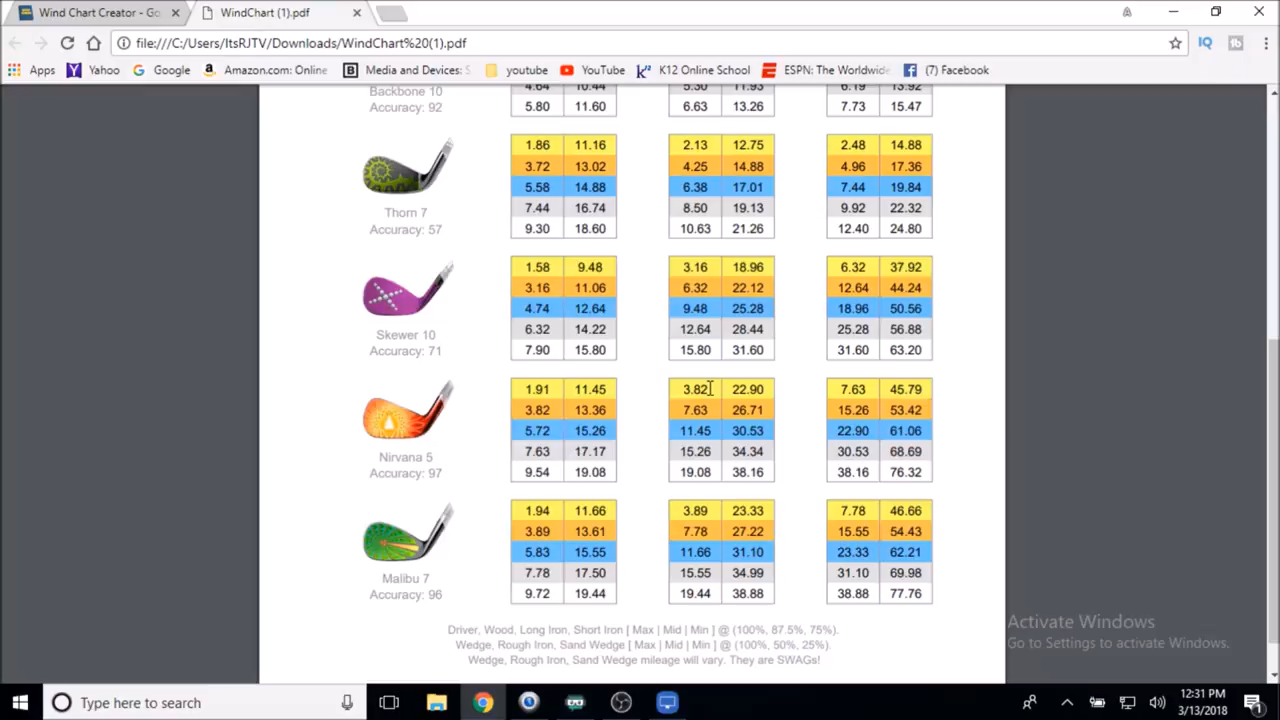 Wind Chart Creator - Go
WindChart (1).pdf
file:///C:/Users/ItsRJTV/Downloads/WindChart%20(1).pdf
Apps Yahoo Google Amazon.com: Online Media and Devices: S youtube YouTube K12 Online School ESPN: The Worldwide (7) Facebook
Backbone 10
Accuracy: 92
4.64 10.44 5.30 11.93 6.19 13.92
5.80 11.60 6.63 13.26 7.73 15.47
Thorn 7
Accuracy: 57
1.86 11.16 2.13 12.75 2.48 14.88
3.72 13.02 4.25 14.88 4.96 17.36
5.58 14.88 6.38 17.01 7.44 19.84
7.44 16.74 8.50 19.13 9.92 22.32
9.30 18.60 10.63 21.26 12.40 24.80
Skewer 10
Accuracy: 71
1.58 9.48 3.16 18.96 6.32 37.92
3.16 11.06 6.32 22.12 12.64 44.24
4.74 12.64 9.48 25.28 18.96 50.56
6.32 14.22 12.64 28.44 25.28 56.88
7.90 15.80 15.80 31.60 31.60 63.20
Nirvana 5
Accuracy: 97
1.91 11.45 3.82 22.90 7.63 45.79
3.82 13.36 7.63 26.71 15.26 53.42
5.72 15.26 11.45 30.53 22.90 61.06
7.63 17.17 15.26 34.34 30.53 68.69
9.54 19.08 19.08 38.16 38.16 76.32
Malibu 7
Accuracy: 96
1.94 11.66 3.89 23.33 7.78 46.66
3.89 13.61 7.78 27.22 15.55 54.43
5.83 15.55 11.66 31.10 23.33 62.21
7.78 17.50 15.55 34.99 31.10 69.98
9.72 19.44 19.44 38.88 38.88 77.76
Driver, Wood, Long Iron, Short Iron [ Max | Mid | Min ] @ (100%, 87.5%, 75%).
Wedge, Rough Iron, Sand Wedge [ Max | Mid | Min ] @ (100%, 50%, 25%).
Wedge, Rough Iron, Sand Wedge mileage will vary. They are SWAGs!
Activate Windows
Go to Settings to activate Windows.
Type here to search
12:31 PM
3/13/2018